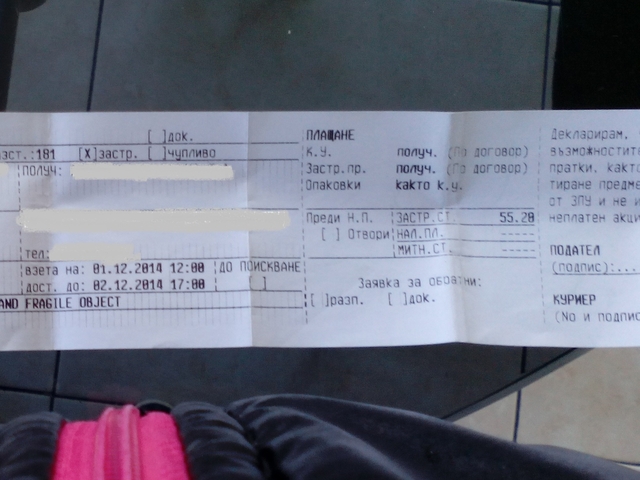 [ ]док.
аст.:181 [X]застр. [ ]чупливо
получ:
тел:
взета на: 01.12.2014 12:00 ДО ПОИСКВАНЕ
дост. до: 02.12.2014 17:00 [ ]
AND FRAGILE OBJECT
ПЛАЩАНЕ
К.У. получ. (По договор)
Застр.пр. получ. (По договор)
Опаковки както к.у.
Преди Н.П. ЗАСТР.СТ. 55.20
[ ] Отвори НАЛ.ПЛ. ----
МИТН.СТ. ----
Заявка за обратни:
[ ]разп. [ ]док.
Декларирам,
възможностите
пратки, като
тиране предме
от ЗПУ и не и
неплатен акци
ПОДАТЕЛ
(подпис):...
КУРИЕР
(No и подпис